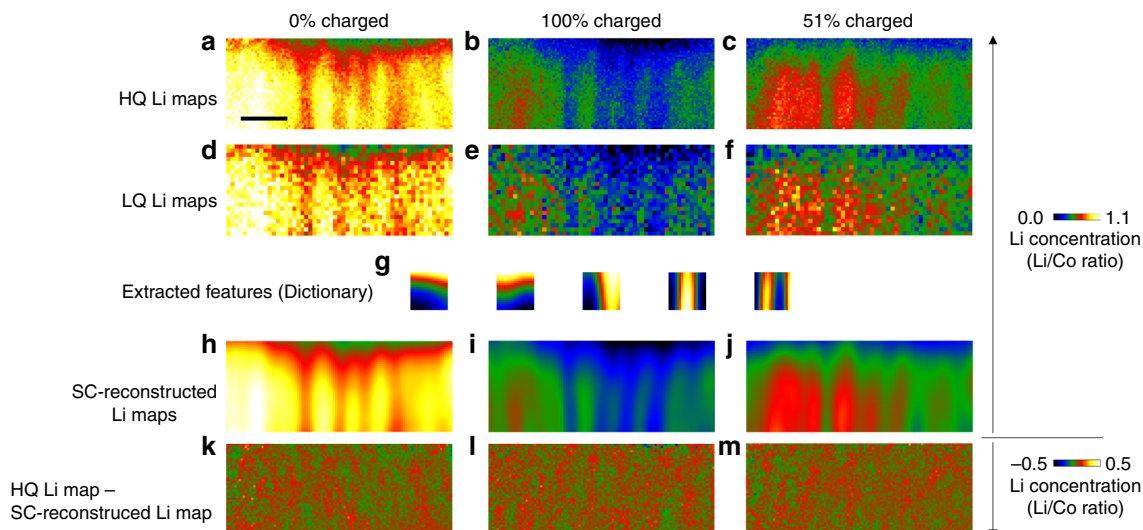 0% charged
100% charged
51% charged
a
b
c
HQ Li maps
d
e
f
LQ Li maps
0.0
1.1
Li concentration
(Li/Co ratio)
g
Extracted features (Dictionary)
h
i
j
SC-reconstructed
Li maps
k
l
m
HQ Li map –
SC-reconstruced Li map
–0.5
0.5
Li concentration
(Li/Co ratio)